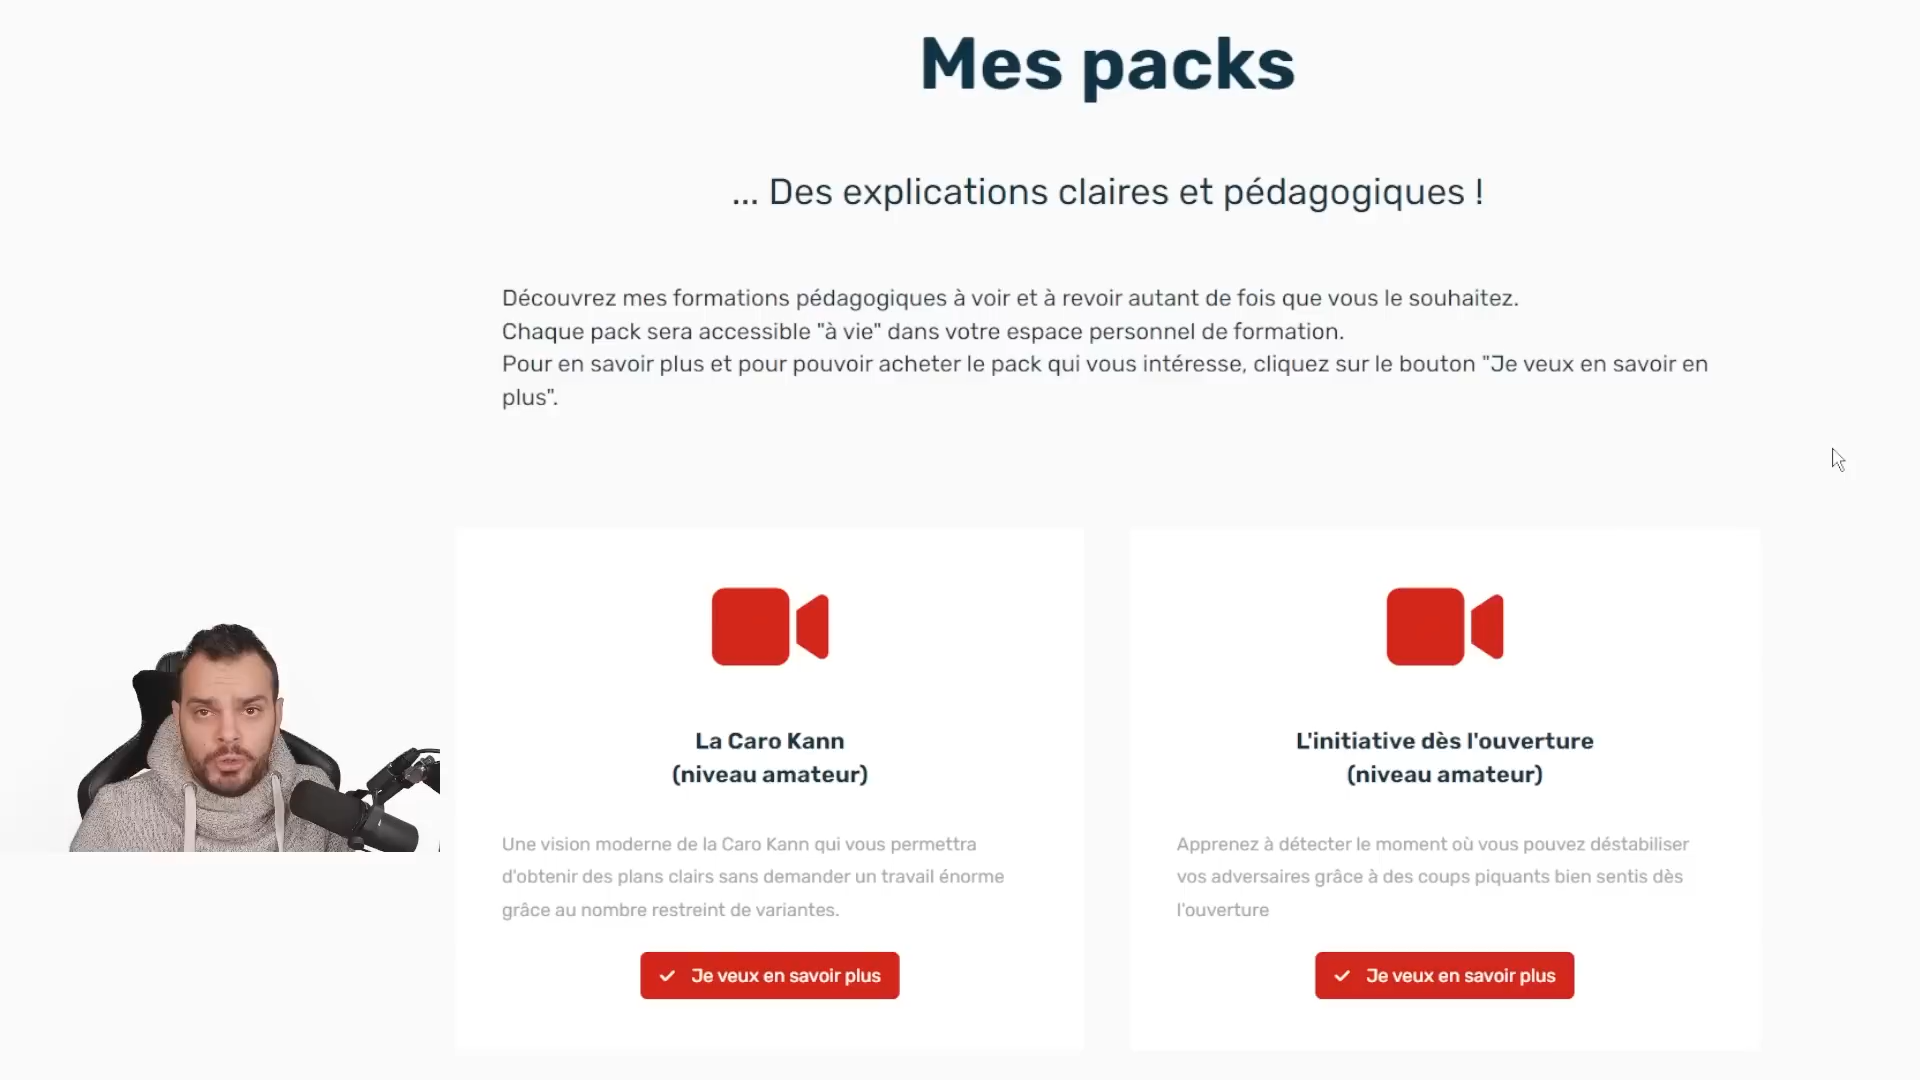 Mes packs
... Des explications claires et pédagogiques !
Découvrez mes formations pédagogiques à voir et à revoir autant de fois que vous le souhaitez.
Chaque pack sera accessible "à vie" dans votre espace personnel de formation.
Pour en savoir plus et pour pouvoir acheter le pack qui vous intéresse, cliquez sur le bouton "Je veux en savoir en
plus".
La Caro Kann
(niveau amateur)
Une vision moderne de la Caro Kann qui vous permettra
d'obtenir des plans clairs sans demander un travail énorme
grâce au nombre restreint de variantes.
Je veux en savoir plus
L'initiative dès l'ouverture
(niveau amateur)
Apprenez à détecter le moment où vous pouvez déstabiliser
vos adversaires grâce à des coups piquants bien sentis dès
l'ouverture
Je veux en savoir plus